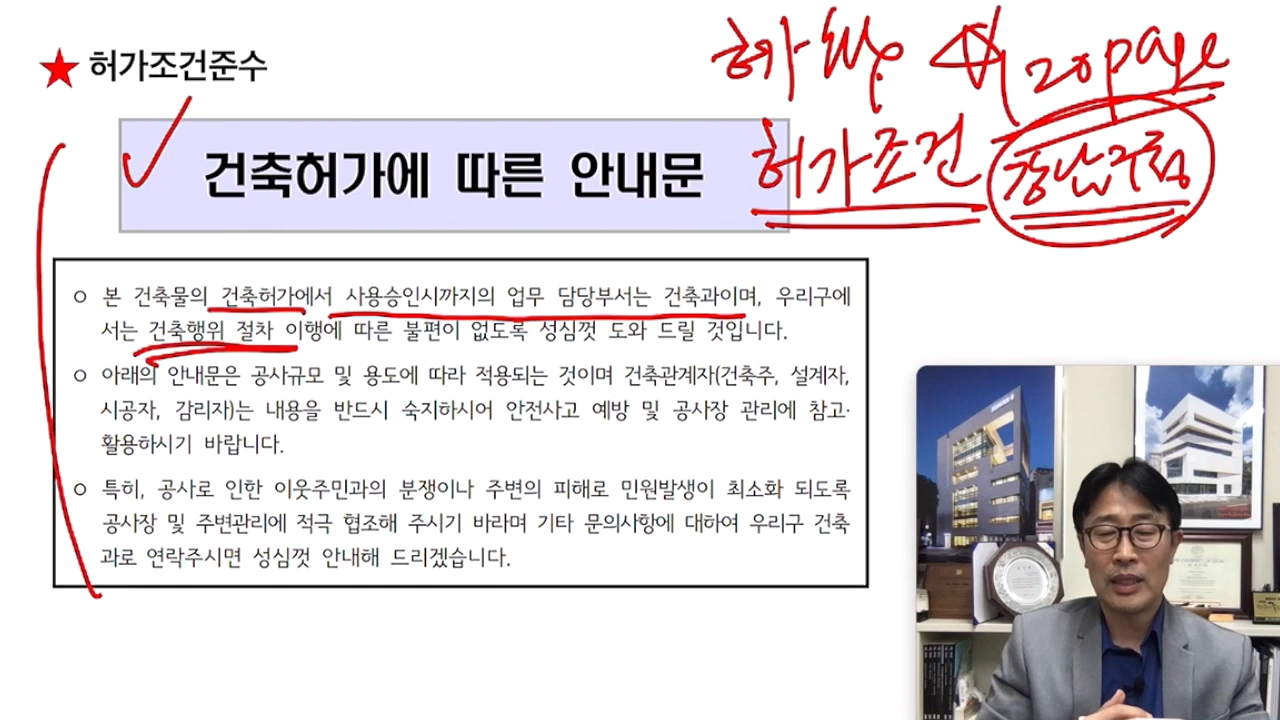 ★ 허가조건준수
허가 20page
허가조건 강남구청
건축허가에 따른 안내문
○ 본 건축물의 건축허가에서 사용승인시까지의 업무 담당부서는 건축과이며, 우리구에
서는 건축행위 절차 이행에 따른 불편이 없도록 성심껏 도와 드릴 것입니다.
○ 아래의 안내문은 공사규모 및 용도에 따라 적용되는 것이며 건축관계자(건축주, 설계자,
시공자, 감리자)는 내용을 반드시 숙지하시어 안전사고 예방 및 공사장 관리에 참고·
활용하시기 바랍니다.
○ 특히, 공사로 인한 이웃주민과의 분쟁이나 주변의 피해로 민원발생이 최소화 되도록
공사장 및 주변관리에 적극 협조해 주시기 바라며 기타 문의사항에 대하여 우리구 건축
과로 연락주시면 성심껏 안내해 드리겠습니다.